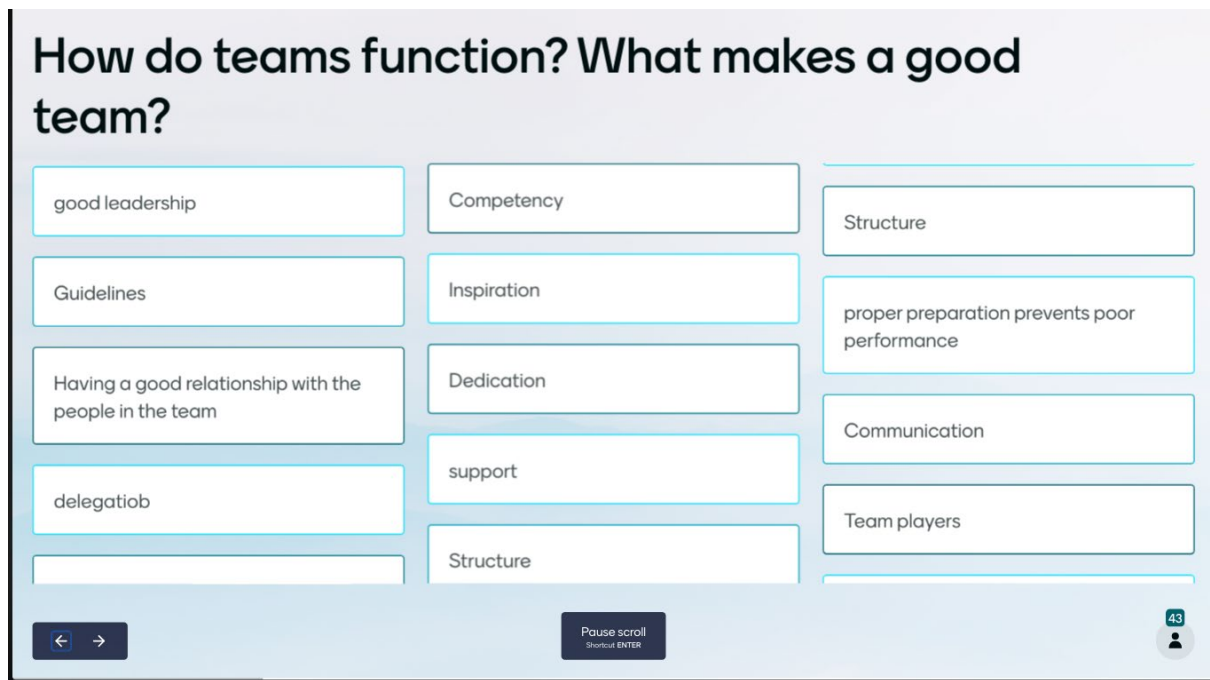 How do teams function? What makes a good
team?
good leadership
Guidelines
Having a good relationship with the
people in the team
delegatiob
Competency
Inspiration
Dedication
support
Structure
Structure
proper preparation prevents poor
performance
Communication
Team players
Pause scroll
Shortcut ENTER
43